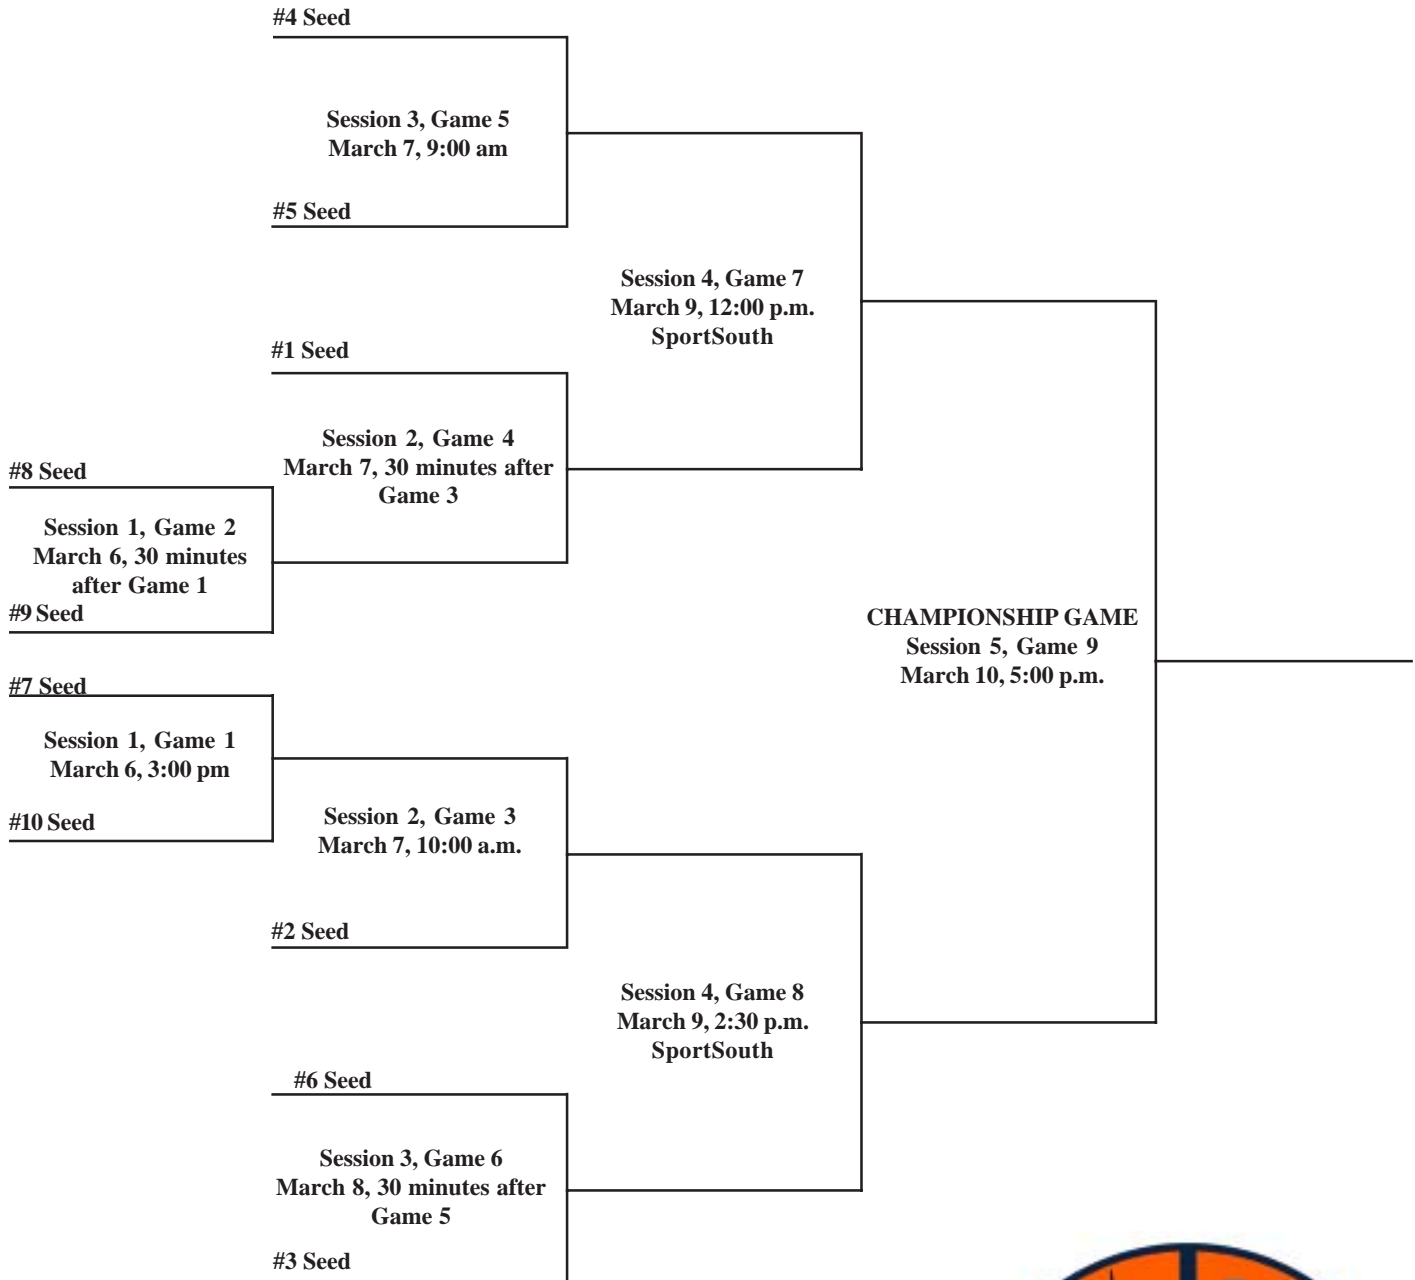 #4 Seed
Session 3, Game 5
March 7, 9:00 am
#5 Seed
Session 4, Game 7
March 9, 12:00 p.m.
SportSouth
#1 Seed
Session 2, Game 4
March 7, 30 minutes after
Game 3
#8 Seed
Session 1, Game 2
March 6, 30 minutes
after Game 1
#9 Seed
CHAMPIONSHIP GAME
Session 5, Game 9
March 10, 5:00 p.m.
#7 Seed
Session 1, Game 1
March 6, 3:00 pm
#10 Seed
Session 2, Game 3
March 7, 10:00 a.m.
#2 Seed
Session 4, Game 8
March 9, 2:30 p.m.
SportSouth
#6 Seed
Session 3, Game 6
March 8, 30 minutes after
Game 5
#3 Seed